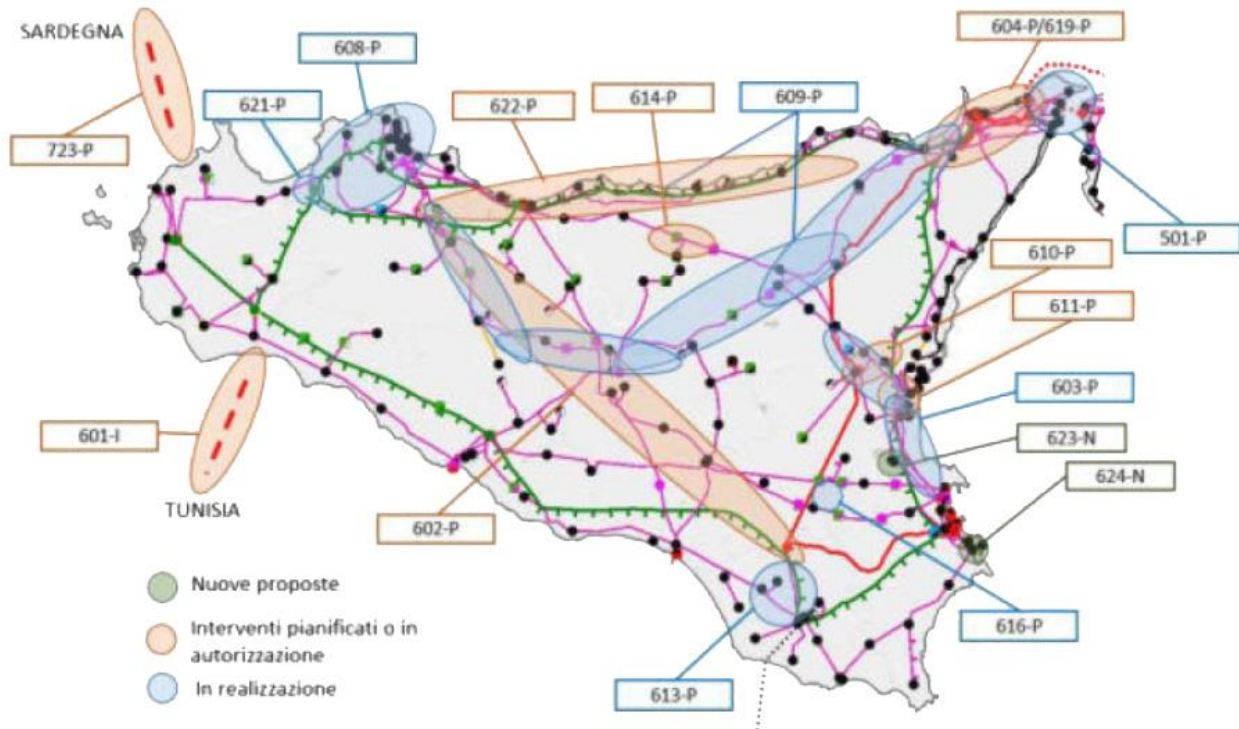 SARDEGNA
604-P/619-P
608-P
621-P
622-P
614-P
609-P
723-P
501-P
610-P
611-P
603-P
601-I
623-N
624-N
TUNISIA
602-P
Nuove proposte
Interventi pianificati o in
autorizzazione
616-P
In realizzazione
613-P